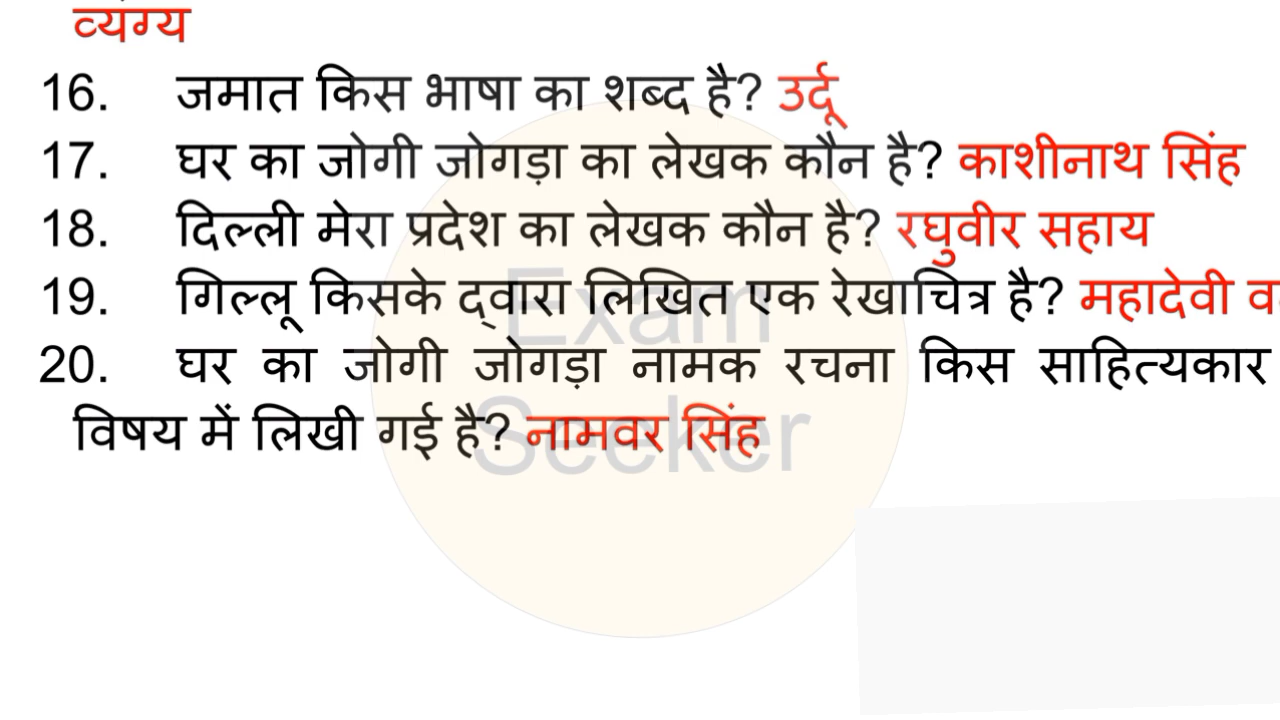 व्यंग्य
16. जमात किस भाषा का शब्द है? उर्दू
17. घर का जोगी जोगड़ा का लेखक कौन है? काशीनाथ सिंह
18. दिल्ली मेरा प्रदेश का लेखक कौन है? रघुवीर सहाय
19. गिल्लू किसके द्वारा लिखित एक रेखाचित्र है? महादेवी
20. घर का जोगी जोगड़ा नामक रचना किस साहित्यकार
विषय में लिखी गई है? नामवर सिंह
Exam
Seeker